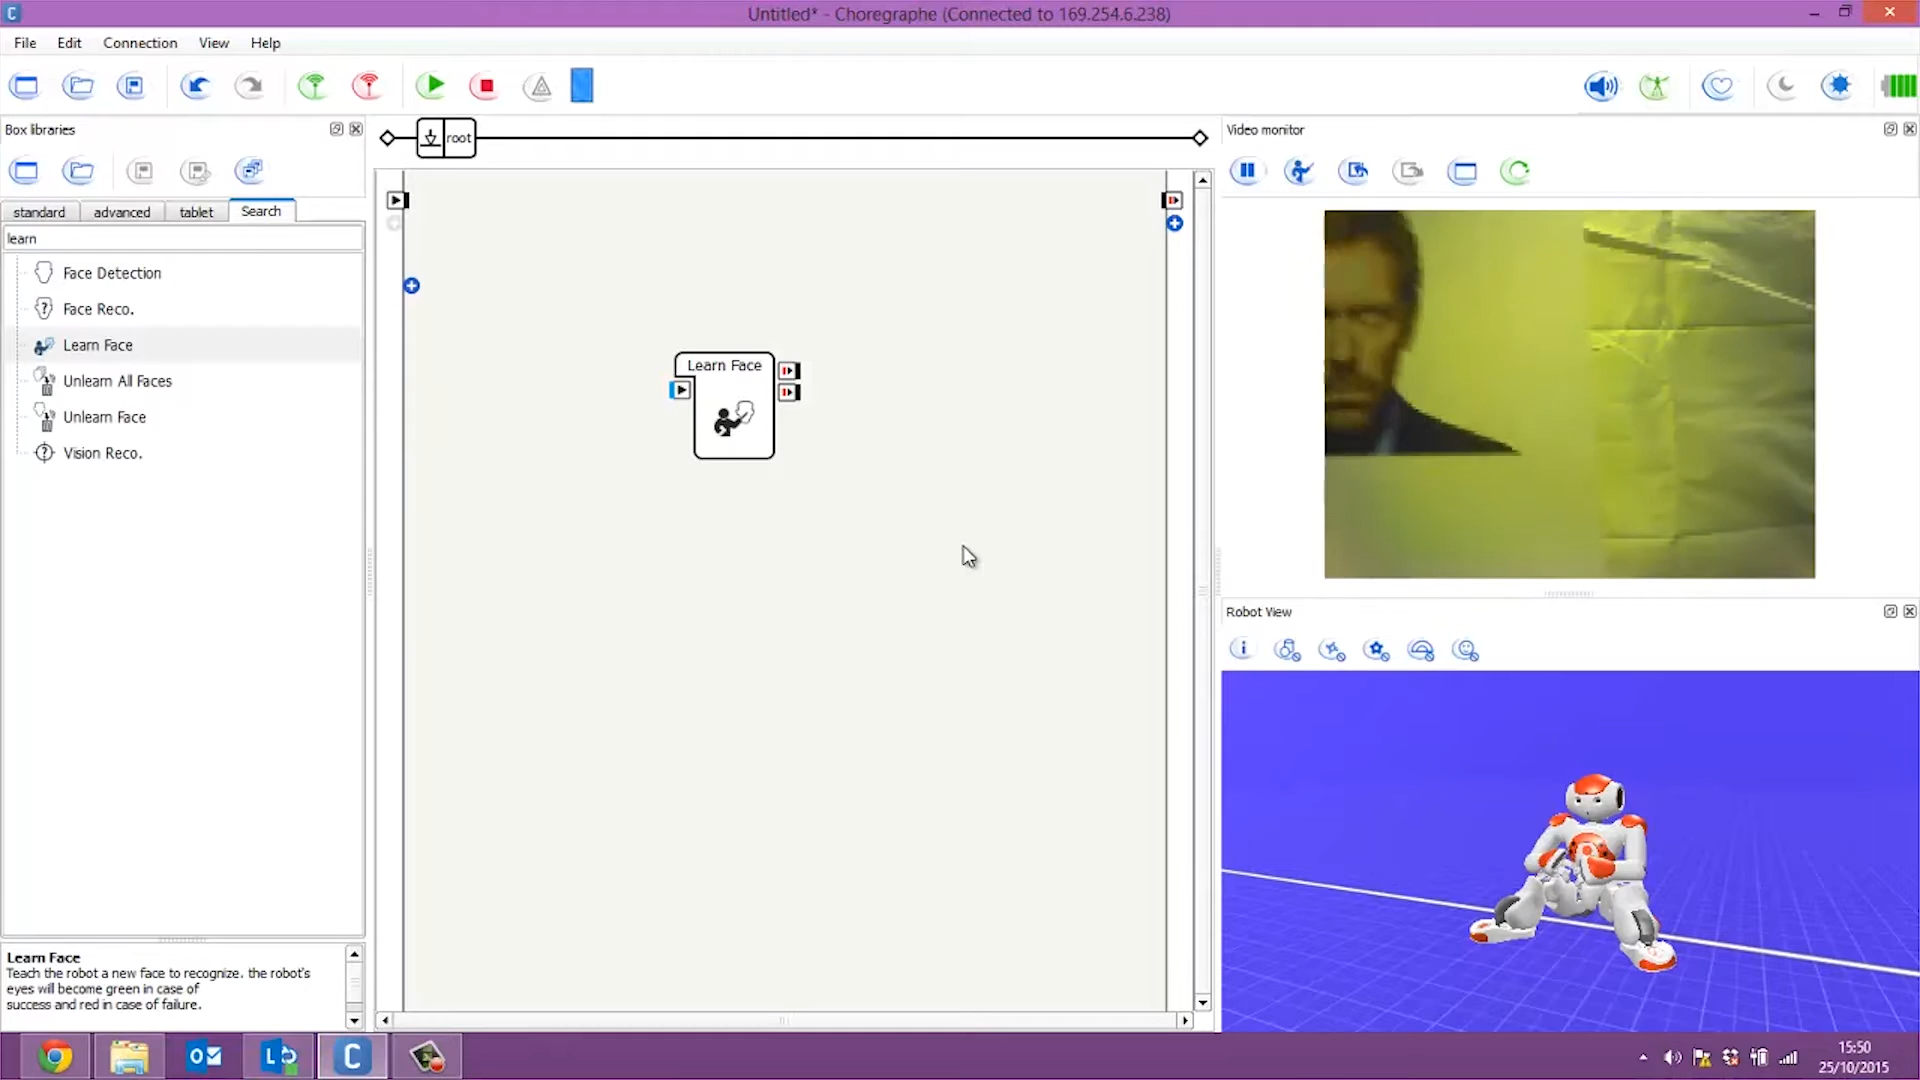 Untitled* - Choregraphe (Connected to 169.254.6.238)
File Edit Connection View Help
Box libraries
standard advanced tablet Search
learn
Face Detection
Face Reco.
Learn Face
Unlearn All Faces
Unlearn Face
Vision Reco.
Learn Face
Teach the robot a new face to recognize. the robot's
eyes will become green in case of
success and red in case of failure.
root
Learn Face
Video monitor
Robot View
15:50
25/10/2015